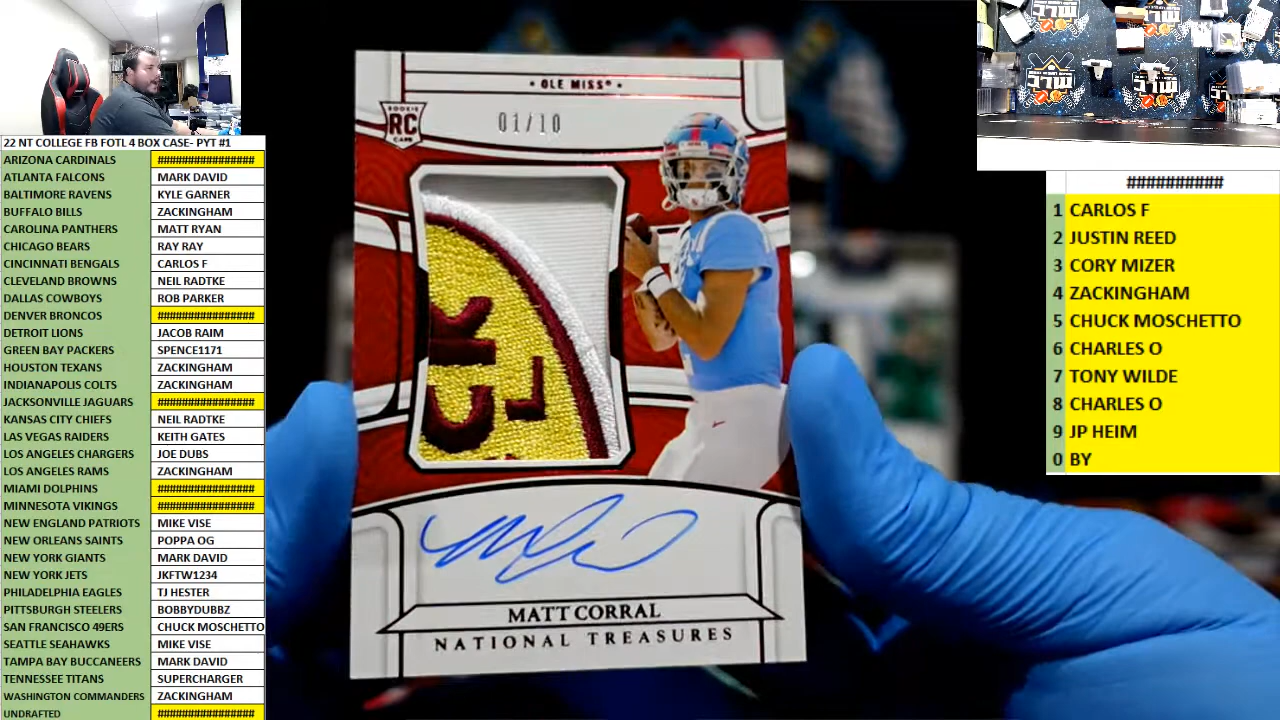 22 NT COLLEGE FB FOTL 4 BOX CASE- PYT #1
ARIZONA CARDINALS ################
ATLANTA FALCONS MARK DAVID
BALTIMORE RAVENS KYLE GARNER
BUFFALO BILLS ZACKINGHAM
CAROLINA PANTHERS MATT RYAN
CHICAGO BEARS RAY RAY
CINCINNATI BENGALS CARLOS F
CLEVELAND BROWNS NEIL RADTKE
DALLAS COWBOYS ROB PARKER
DENVER BRONCOS ################
DETROIT LIONS JACOB RAIM
GREEN BAY PACKERS SPENCE1171
HOUSTON TEXANS ZACKINGHAM
INDIANAPOLIS COLTS ZACKINGHAM
JACKSONVILLE JAGUARS ################
KANSAS CITY CHIEFS NEIL RADTKE
LAS VEGAS RAIDERS KEITH GATES
LOS ANGELES CHARGERS JOE DUBS
LOS ANGELES RAMS ZACKINGHAM
MIAMI DOLPHINS ################
MINNESOTA VIKINGS ################
NEW ENGLAND PATRIOTS MIKE VISE
NEW ORLEANS SAINTS POPPA OG
NEW YORK GIANTS MARK DAVID
NEW YORK JETS JKFTW1234
PHILADELPHIA EAGLES TJ HESTER
PITTSBURGH STEELERS BOBBYDUBBZ
SAN FRANCISCO 49ERS CHUCK MOSCHETTO
SEATTLE SEAHAWKS MIKE VISE
TAMPA BAY BUCCANEERS MARK DAVID
TENNESSEE TITANS SUPERCHARGER
WASHINGTON COMMANDERS ZACKINGHAM
UNDRAFTED ################
• OLE MISS® •
ROOKIE
RC
CARD
01/10
MATT CORRAL
NATIONAL TREASURES
##########
1 CARLOS F
2 JUSTIN REED
3 CORY MIZER
4 ZACKINGHAM
5 CHUCK MOSCHETTO
6 CHARLES O
7 TONY WILDE
8 CHARLES O
9 JP HEIM
0 BY